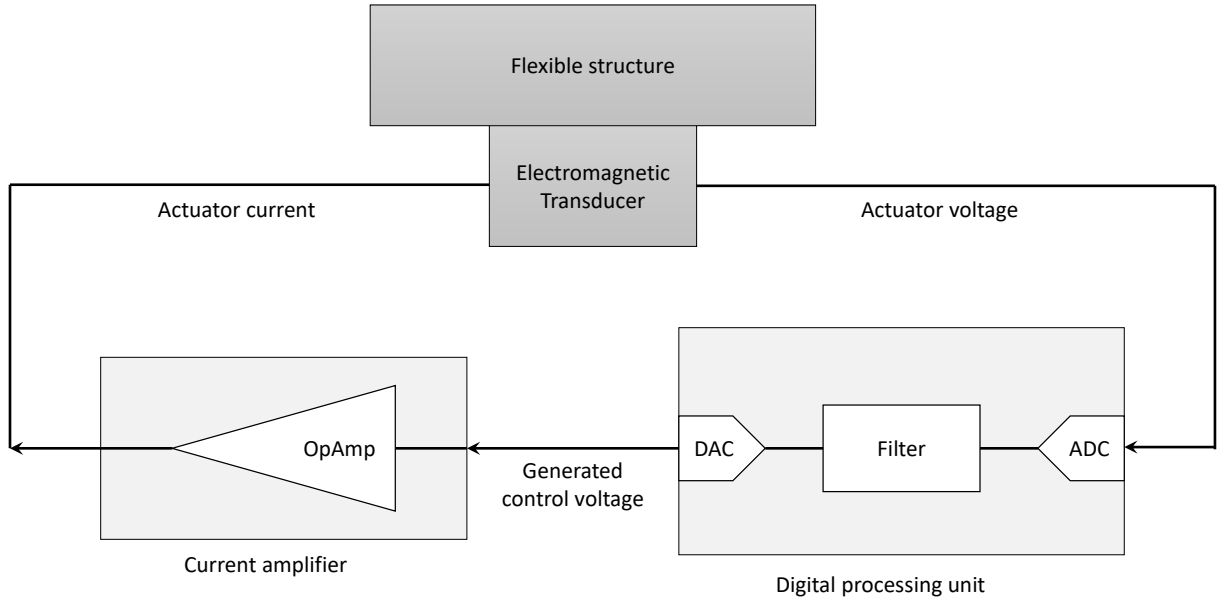 Flexible structure
Electromagnetic
Transducer
Actuator current
Actuator voltage
OpAmp
DAC
Filter
ADC
Generated
control voltage
Current amplifier
Digital processing unit